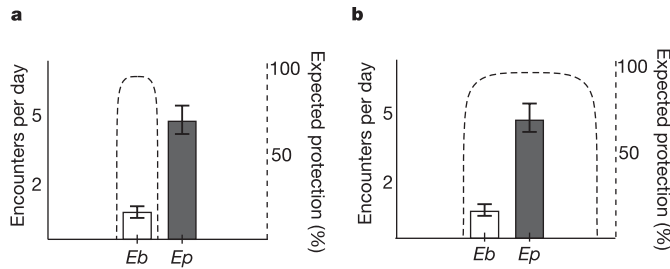 a
Encounters per day
5
2
Eb
Ep
100
50
Expected protection (%)
b
Encounters per day
5
2
Eb
Ep
100
50
Expected protection (%)